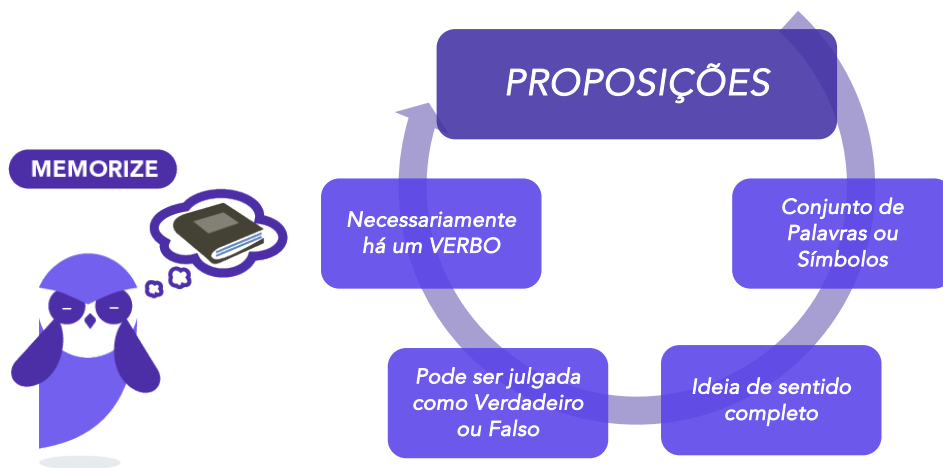 PROPOSIÇÕES
MEMORIZE
Necessariamente
há um VERBO
Conjunto de
Palavras ou
Símbolos
Pode ser julgada
como Verdadeiro
ou Falso
Ideia de sentido
completo